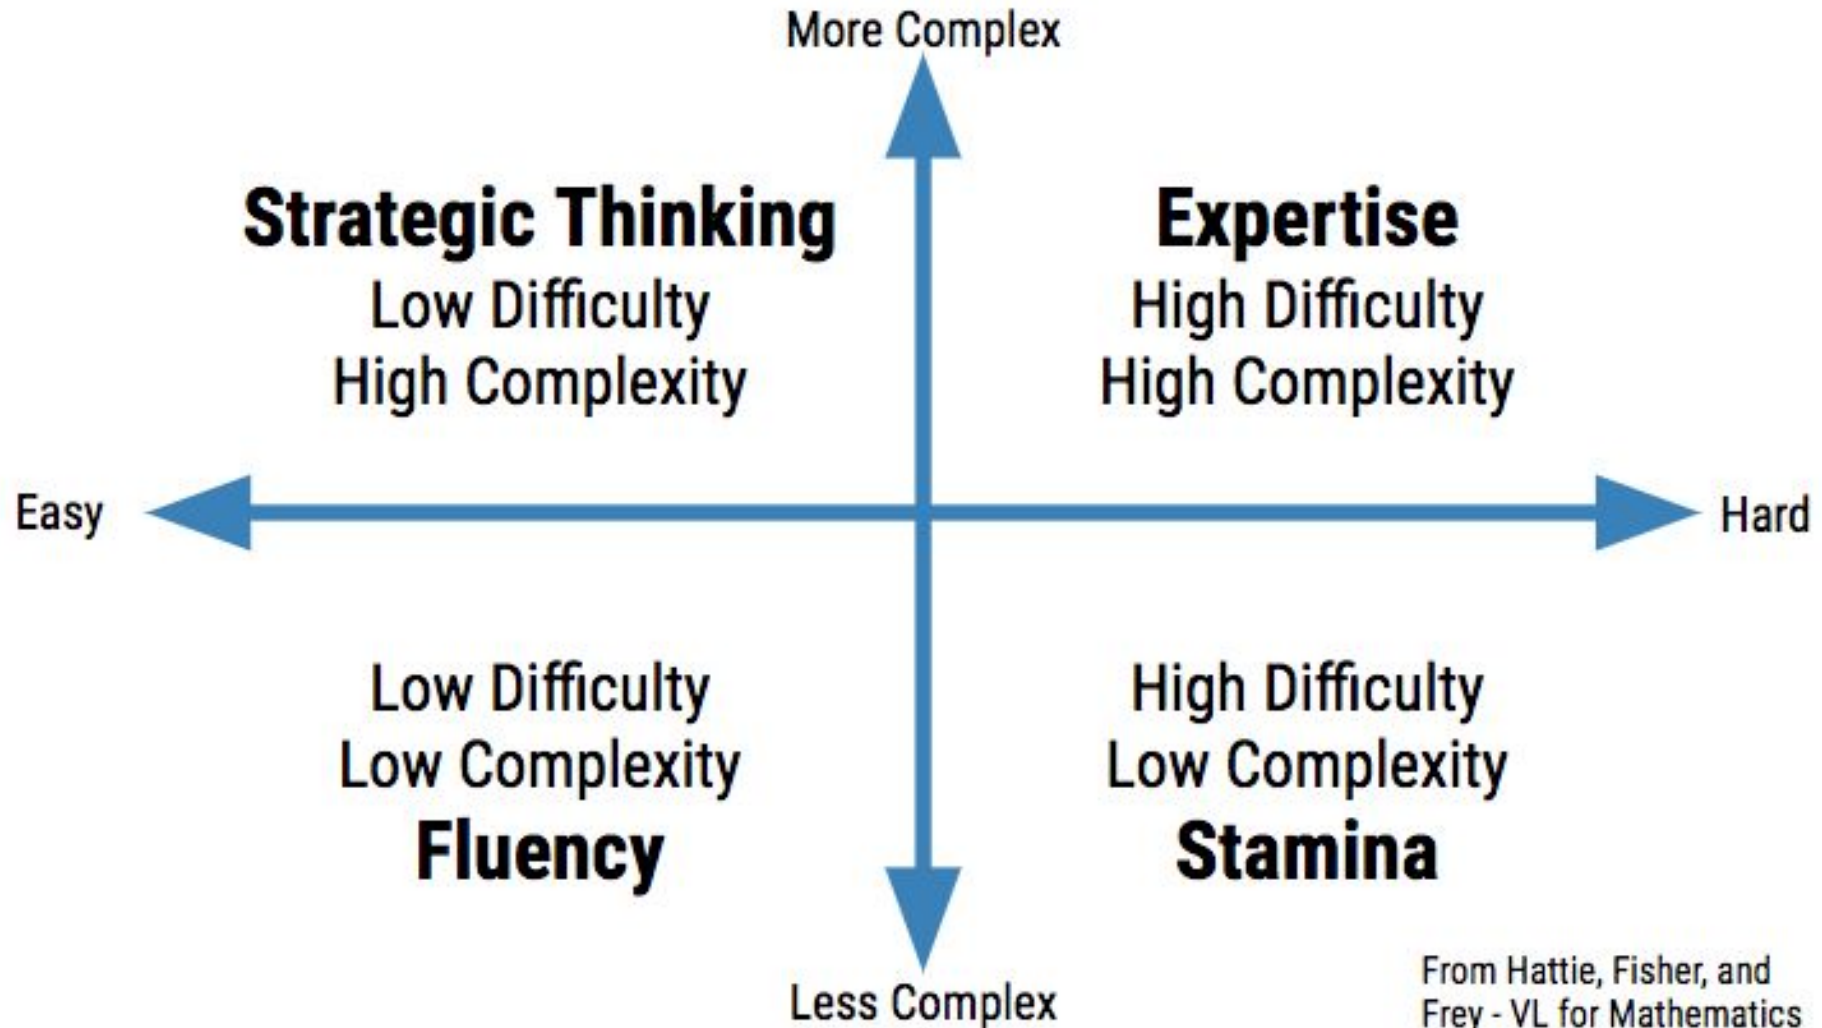 More Complex
Strategic Thinking
Low Difficulty
High Complexity
Expertise
High Difficulty
High Complexity
Easy
Hard
Low Difficulty
Low Complexity
Fluency
High Difficulty
Low Complexity
Stamina
Less Complex
From Hattie, Fisher, and
Frey - VL for Mathematics